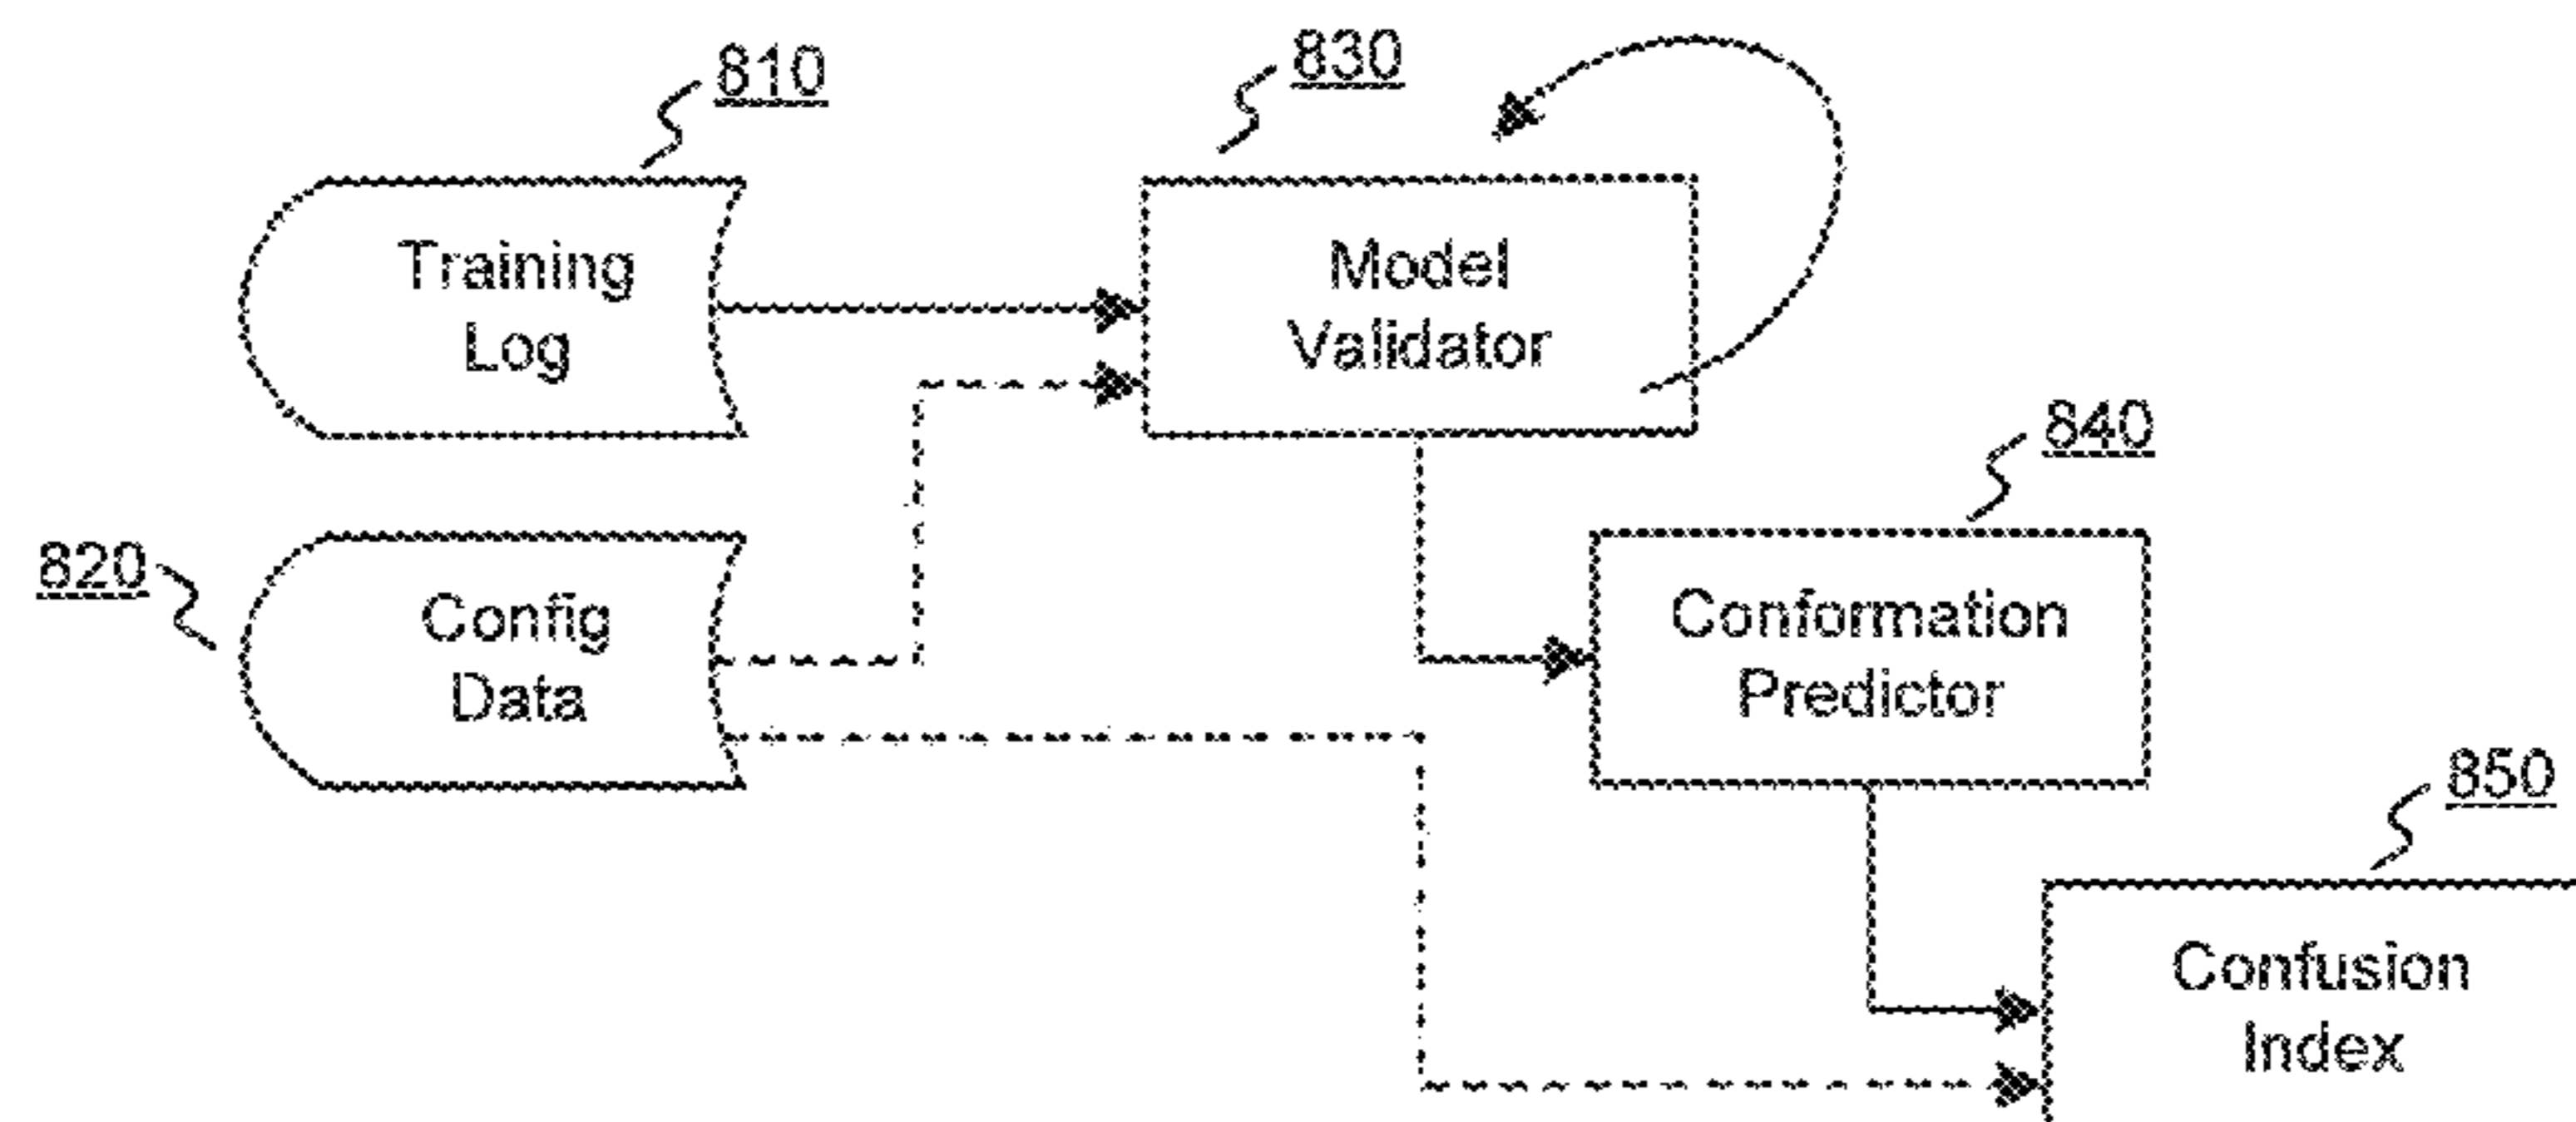 810
830
Training
Log
Model
Validator
840
820
Config
Data
Conformation
Predictor
850
Confusion
Index